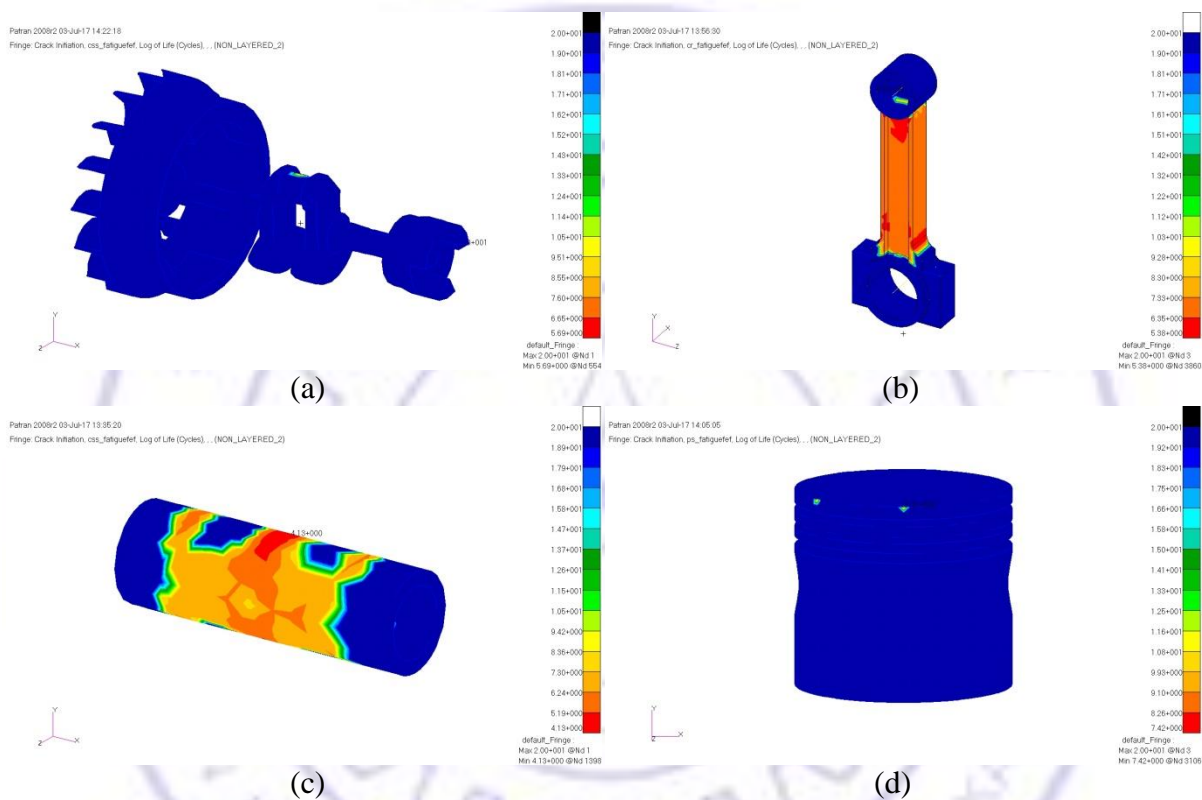 Patran 2008r2 03-Jul-17 14:22:18
Fringe: Crack Initiation, css_fatiguefef, Log of Life (Cycles), , , (NON_LAYERED_2)
2.00+001
1.90+001
1.81+001
1.71+001
1.62+001
1.52+001
1.43+001
1.33+001
1.24+001
1.14+001
1.05+001
9.51+000
8.55+000
7.60+000
6.65+000
5.69+000
default_Fringe :
Max 2.00+001 @Nd 1
Min 5.69+000 @Nd 554
Y
Z
X
(a)
Patran 2008r2 03-Jul-17 13:56:30
Fringe: Crack Initiation, cr_fatiguefef, Log of Life (Cycles), , , (NON_LAYERED_2)
2.00+001
1.90+001
1.81+001
1.71+001
1.61+001
1.51+001
1.42+001
1.32+001
1.22+001
1.12+001
1.03+001
9.28+000
8.30+000
7.33+000
6.35+000
5.38+000
default_Fringe :
Max 2.00+001 @Nd 3
Min 5.38+000 @Nd 3860
Y
X
Z
(b)
Patran 2008r2 03-Jul-17 13:35:20
Fringe: Crack Initiation, css_fatiguefef, Log of Life (Cycles), , , (NON_LAYERED_2)
4.13+000
2.00+001
1.89+001
1.79+001
1.68+001
1.58+001
1.47+001
1.37+001
1.26+001
1.15+001
1.05+001
9.42+000
8.36+000
7.30+000
6.24+000
5.19+000
4.13+000
default_Fringe :
Max 2.00+001 @Nd 1
Min 4.13+000 @Nd 1398
Y
Z
X
(c)
Patran 2008r2 03-Jul-17 14:05:05
Fringe: Crack Initiation, ps_fatiguefef, Log of Life (Cycles), , , (NON_LAYERED_2)
2.00+001
1.92+001
1.83+001
1.75+001
1.66+001
1.58+001
1.50+001
1.41+001
1.33+001
1.25+001
1.16+001
1.08+001
9.93+000
9.10+000
8.26+000
7.42+000
default_Fringe :
Max 2.00+001 @Nd 3
Min 7.42+000 @Nd 3106
Y
Z
X
(d)